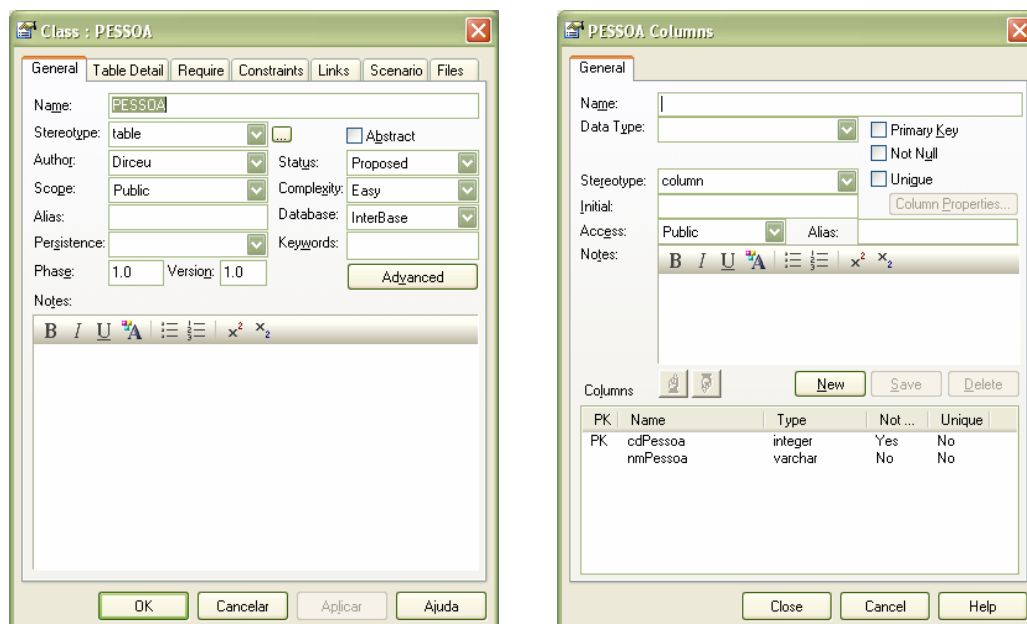 Class : PESSOA
General Table Detail Require Constraints Links Scenario Files
Name: PESSOA
Stereotype: table ... Abstract
Author: Dirceu Status: Proposed
Scope: Public Complexity: Easy
Alias: Database: InterBase
Persistence: Keywords:
Phase: 1.0 Version: 1.0 Advanced
Notes:
B I U A x² x₂
OK Cancelar Aplicar Ajuda
PESSOA Columns
General
Name:
Data Type: Primary Key
Not Null
Stereotype: column Unique
Initial: Column Properties...
Access: Public Alias:
Notes:
B I U A x² x₂
Columns New Save Delete
PK Name Type Not ... Unique
PK cdPessoa integer Yes No
nmPessoa varchar No No
Close Cancel Help